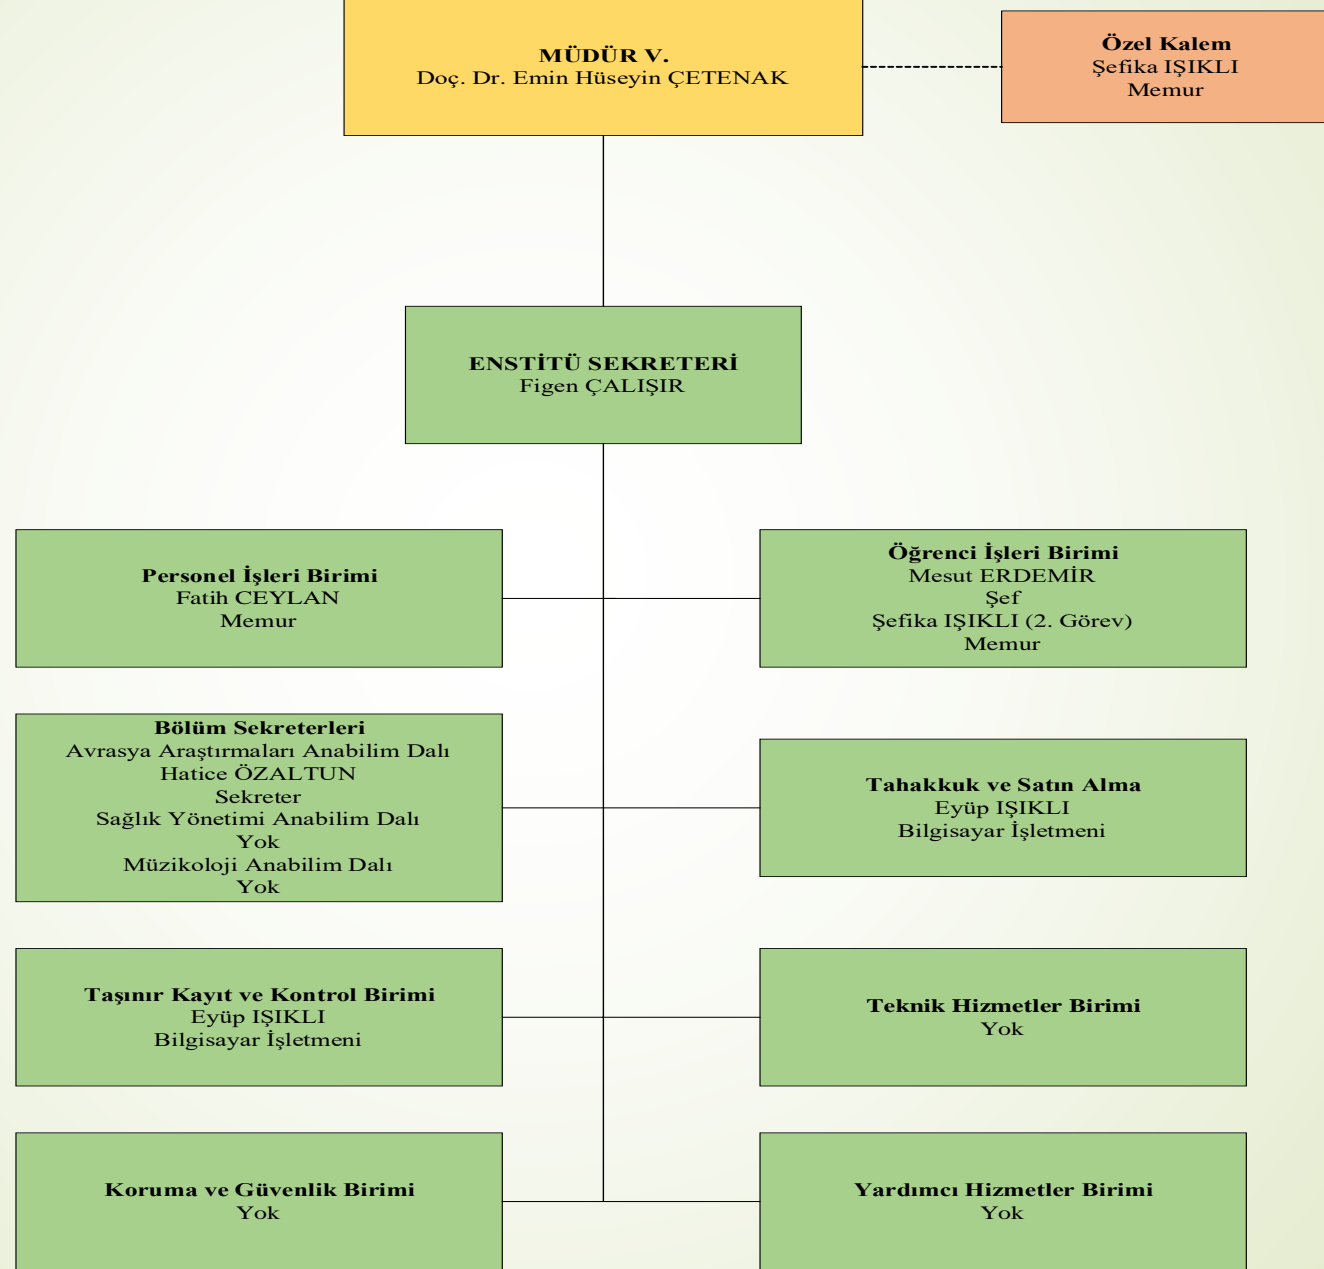 MÜDÜR V.
Doç. Dr. Emin Hüseyin ÇETENAK
Özel Kalem
Şefika IŞIKLI
Memur
ENSTİTÜ SEKRETERİ
Figen ÇALIŞIR
Personel İşleri Birimi
Fatih CEYLAN
Memur
Öğrenci İşleri Birimi
Mesut ERDEMİR
Şef
Şefika IŞIKLI (2. Görev)
Memur
Bölüm Sekreterleri
Avrasya Araştırmaları Anabilim Dalı
Hatice ÖZALTUN
Sekreter
Sağlık Yönetimi Anabilim Dalı
Yok
Müzikoloji Anabilim Dalı
Yok
Tahakkuk ve Satın Alma
Eyüp IŞIKLI
Bilgisayar İşletmeni
Taşınır Kayıt ve Kontrol Birimi
Eyüp IŞIKLI
Bilgisayar İşletmeni
Teknik Hizmetler Birimi
Yok
Koruma ve Güvenlik Birimi
Yok
Yardımcı Hizmetler Birimi
Yok